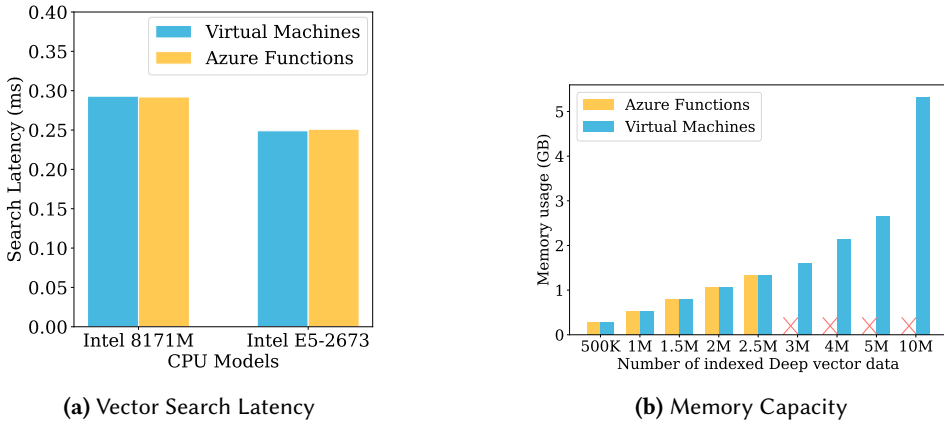 0.40
0.35
0.30
0.25
0.20
0.15
0.10
0.05
0.00
Search Latency (ms)
Virtual Machines
Azure Functions
Intel 8171M
Intel E5-2673
CPU Models
(a) Vector Search Latency
5
4
3
2
1
0
Memory usage (GB)
Azure Functions
Virtual Machines
500K 1M 1.5M 2M 2.5M 3M 4M 5M 10M
Number of indexed Deep vector data
(b) Memory Capacity